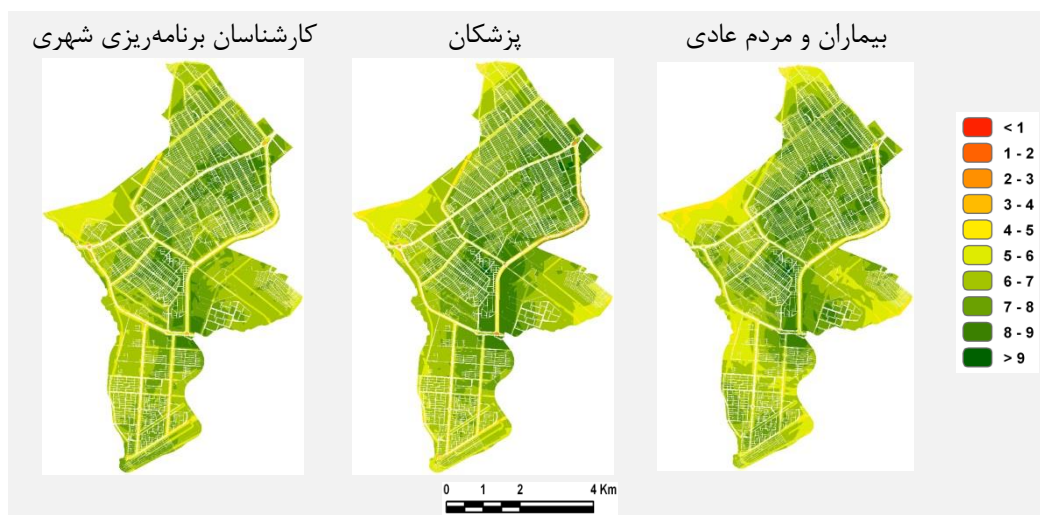 بیماران و مردم عادی
پزشکان
کارشناسان برنامه‌ریزی شهری
< 1
1 - 2
2 - 3
3 - 4
4 - 5
5 - 6
6 - 7
7 - 8
8 - 9
> 9
0 1 2 4 Km